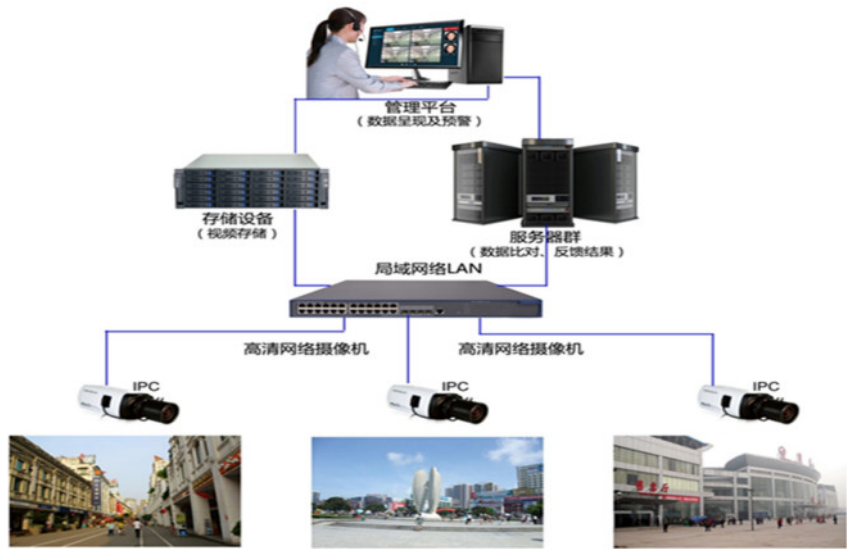 管理平台
（数据呈现及预警）
存储设备
（视频存储）
服务器群
（数据比对、反馈结果）
局域网络LAN
高清网络摄像机
高清网络摄像机
IPC
IPC
IPC